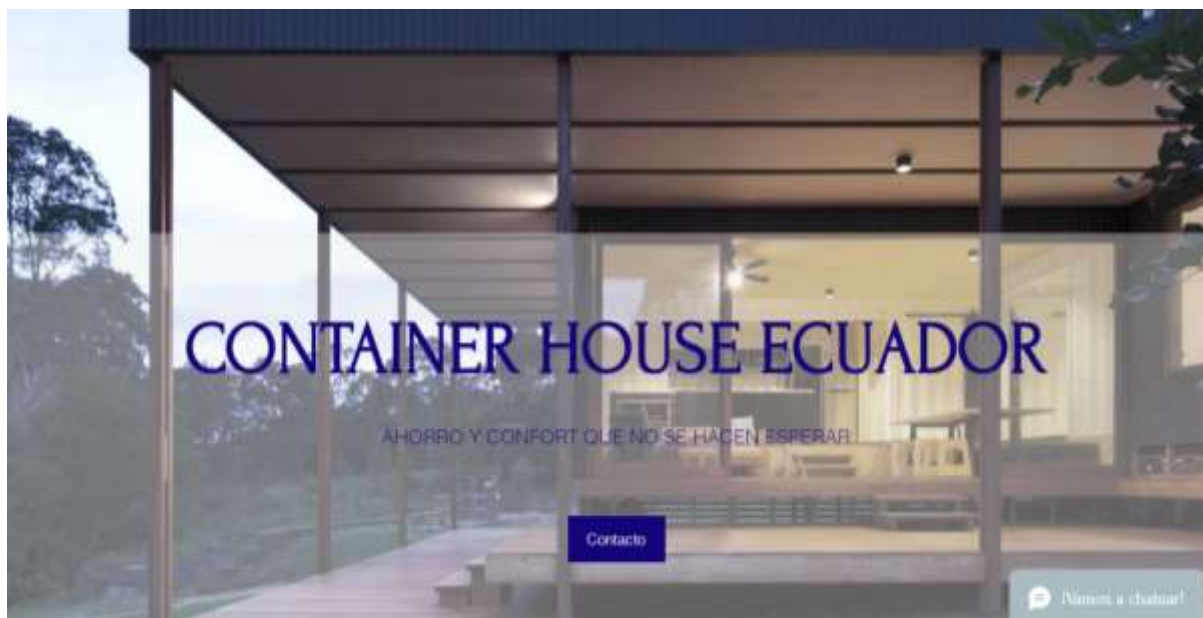 CONTAINER HOUSE ECUADOR
AHORRO Y CONFORT QUE NO SE HACEN ESPERAR
Contacto
¡Vamos a chatear!